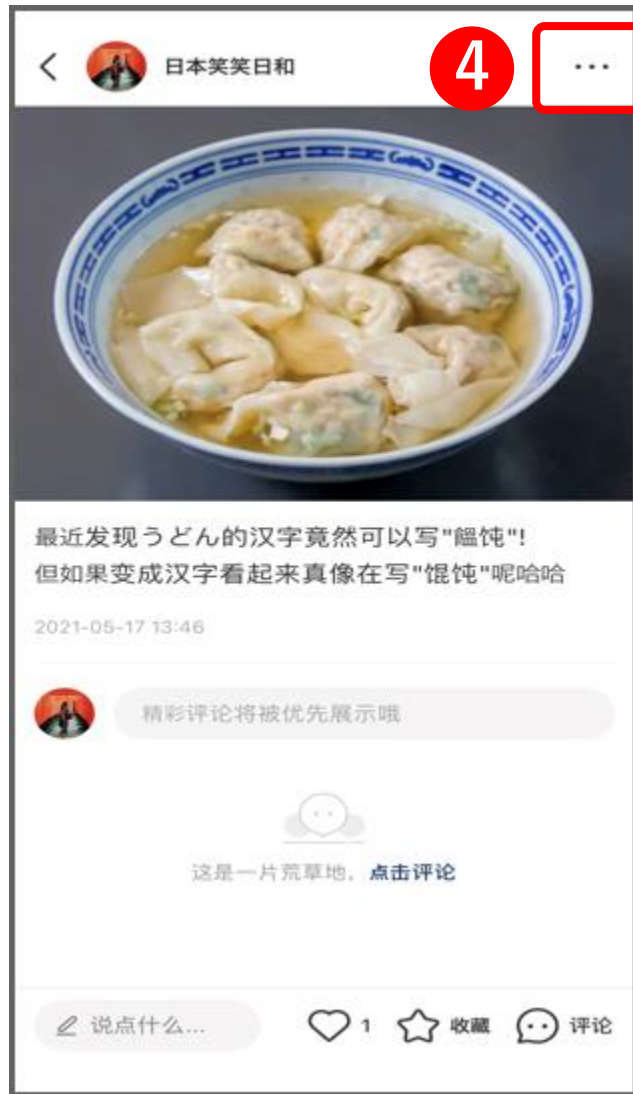 日本笑笑日和
4
...
最近发现うどん的汉字竟然可以写"饂饨"!
但如果变成汉字看起来真像在写"馄饨"呢哈哈
2021-05-17 13:46
精彩评论将被优先展示哦
这是一片荒草地，点击评论
说点什么...
1
收藏
评论